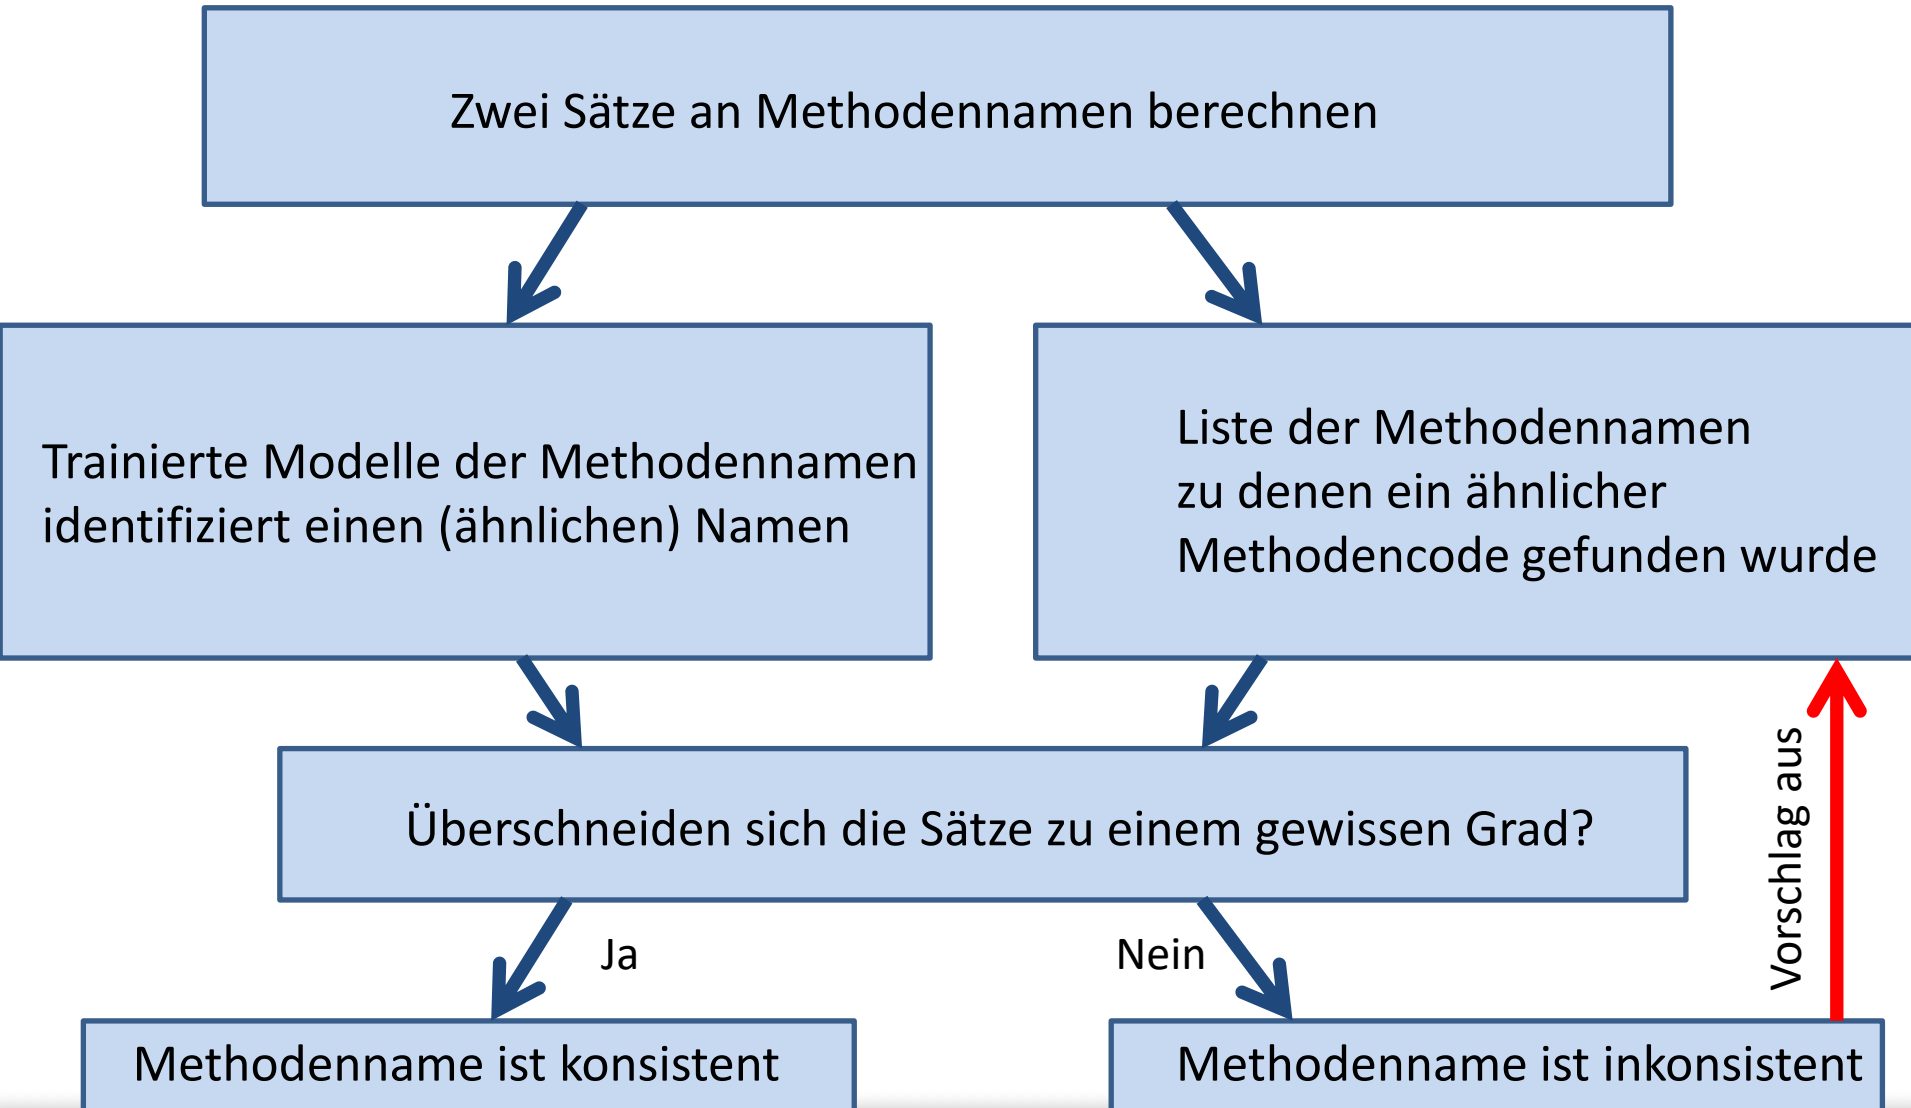 Zwei Sätze an Methodennamen berechnen
Trainierte Modelle der Methodennamen
identifiziert einen (ähnlichen) Namen
Liste der Methodennamen
zu denen ein ähnlicher
Methodencode gefunden wurde
Überschneiden sich die Sätze zu einem gewissen Grad?
Vorschlag aus
Ja
Nein
Methodenname ist konsistent
Methodenname ist inkonsistent